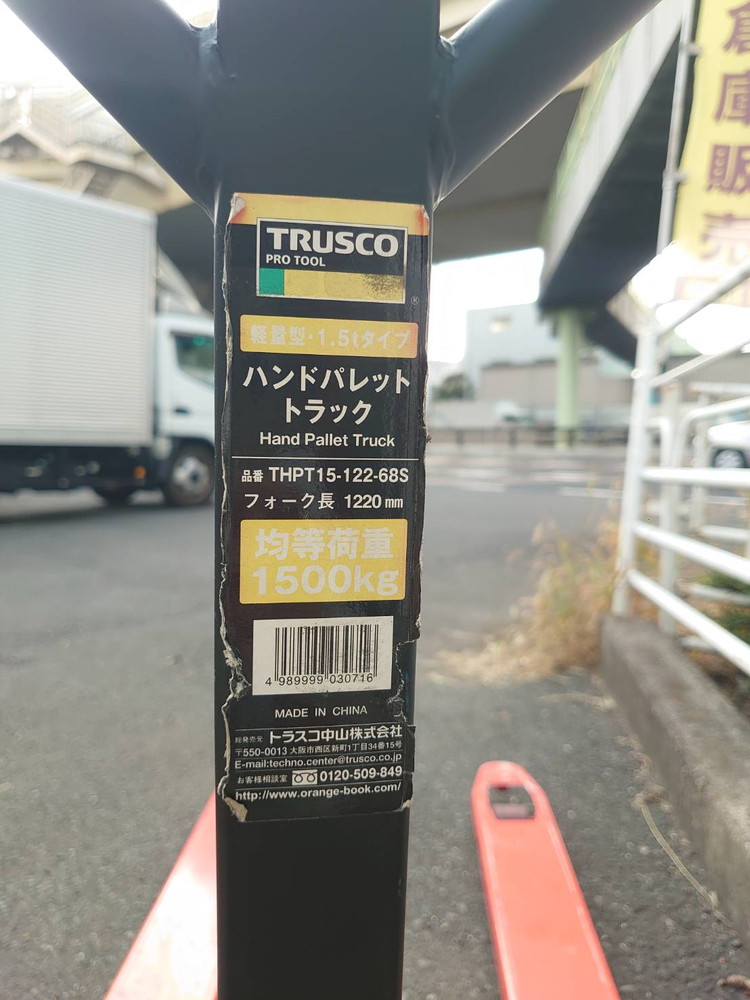 TRUSCO
PRO TOOL
®
軽量型・1.5tタイプ
ハンドパレット
トラック
Hand Pallet Truck
品番 THPT15-122-68S
フォーク長 1220mm
均等荷重
1500kg
4 989999 030716
MADE IN CHINA
総発売元 トラスコ中山株式会社
〒550-0013 大阪市西区新町1丁目34番15号
E-mail:techno.center@trusco.co.jp
お客様相談室 0120-509-849
http://www.orange-book.com/
倉庫販売